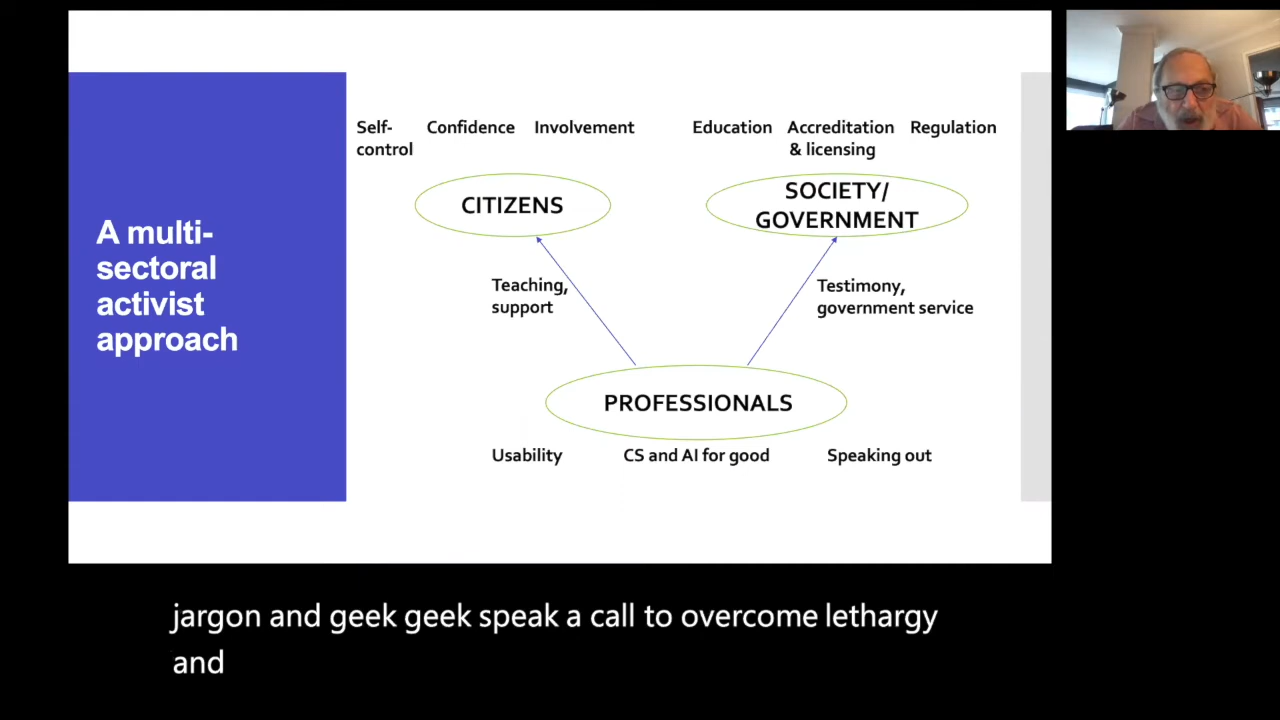 A multi-
sectoral
activist
approach
Self-
control
Confidence
Involvement
Education
Accreditation
& licensing
Regulation
CITIZENS
SOCIETY/
GOVERNMENT
Teaching,
support
Testimony,
government service
PROFESSIONALS
Usability
CS and AI for good
Speaking out
jargon and geek geek speak a call to overcome lethargy
and